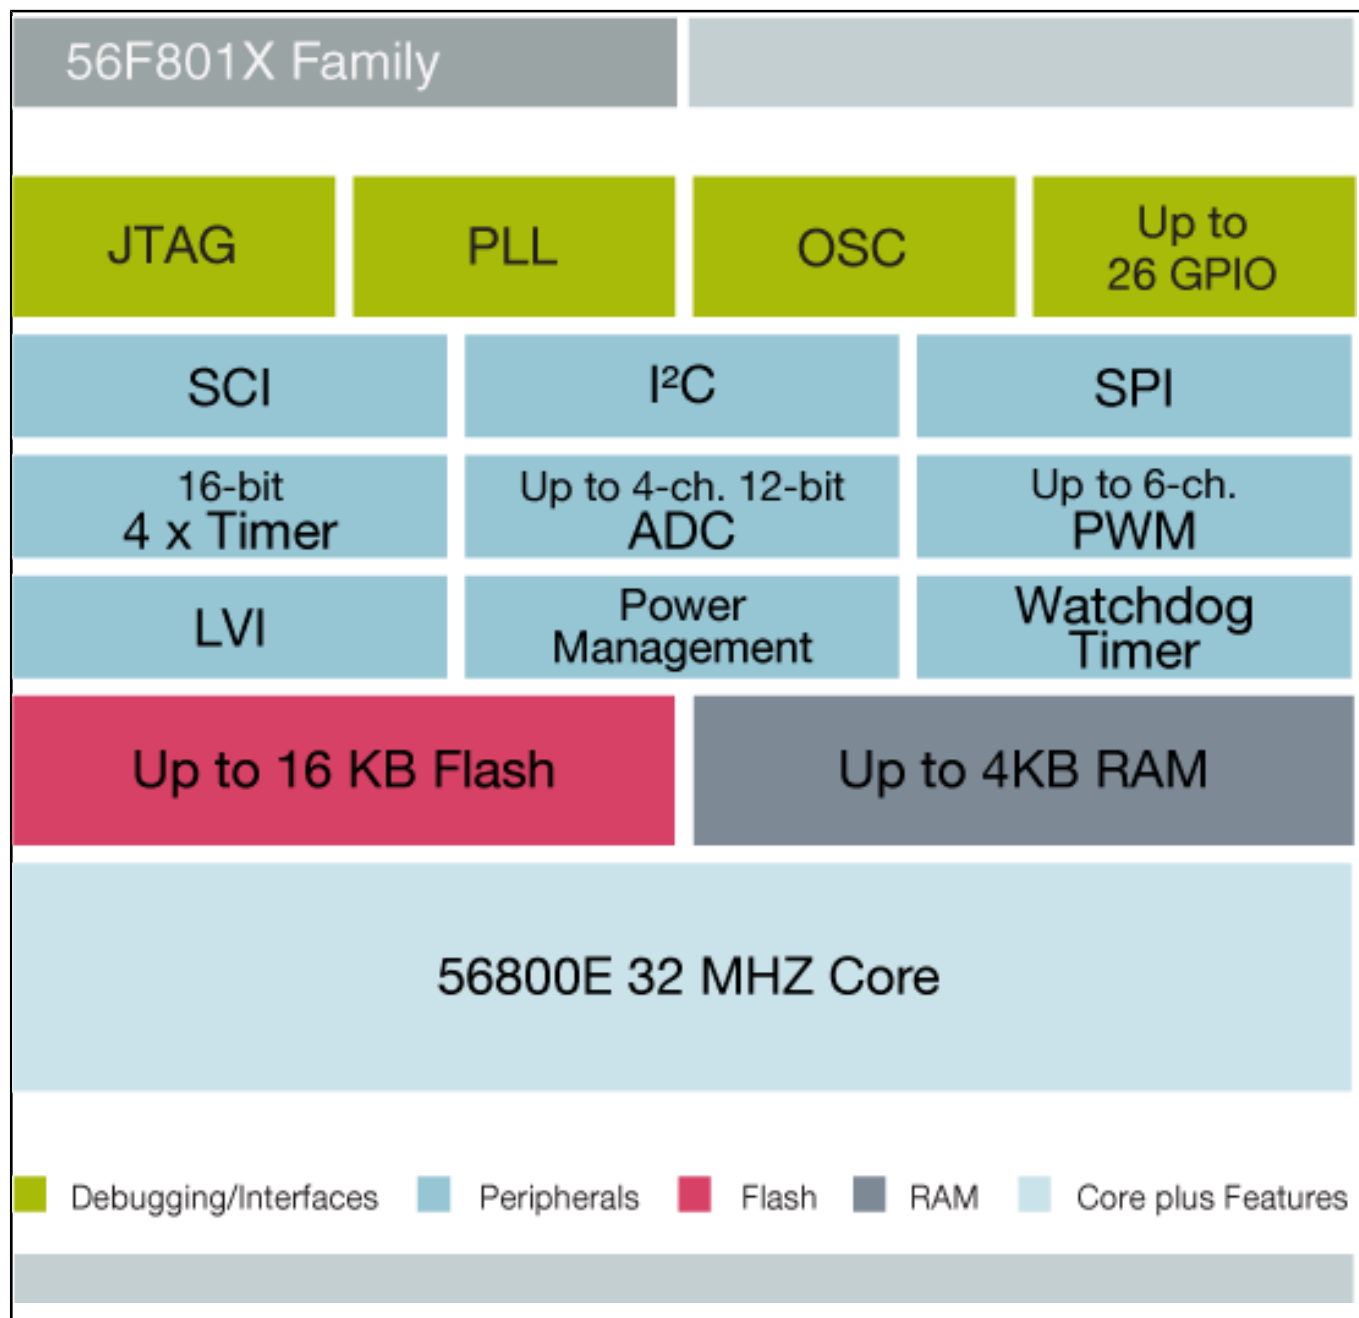 56F801X Family
JTAG
PLL
OSC
Up to
26 GPIO
SCI
I²C
SPI
16-bit
4 x Timer
Up to 4-ch. 12-bit
ADC
Up to 6-ch.
PWM
LVI
Power
Management
Watchdog
Timer
Up to 16 KB Flash
Up to 4KB RAM
56800E 32 MHZ Core
Debugging/Interfaces
Peripherals
Flash
RAM
Core plus Features